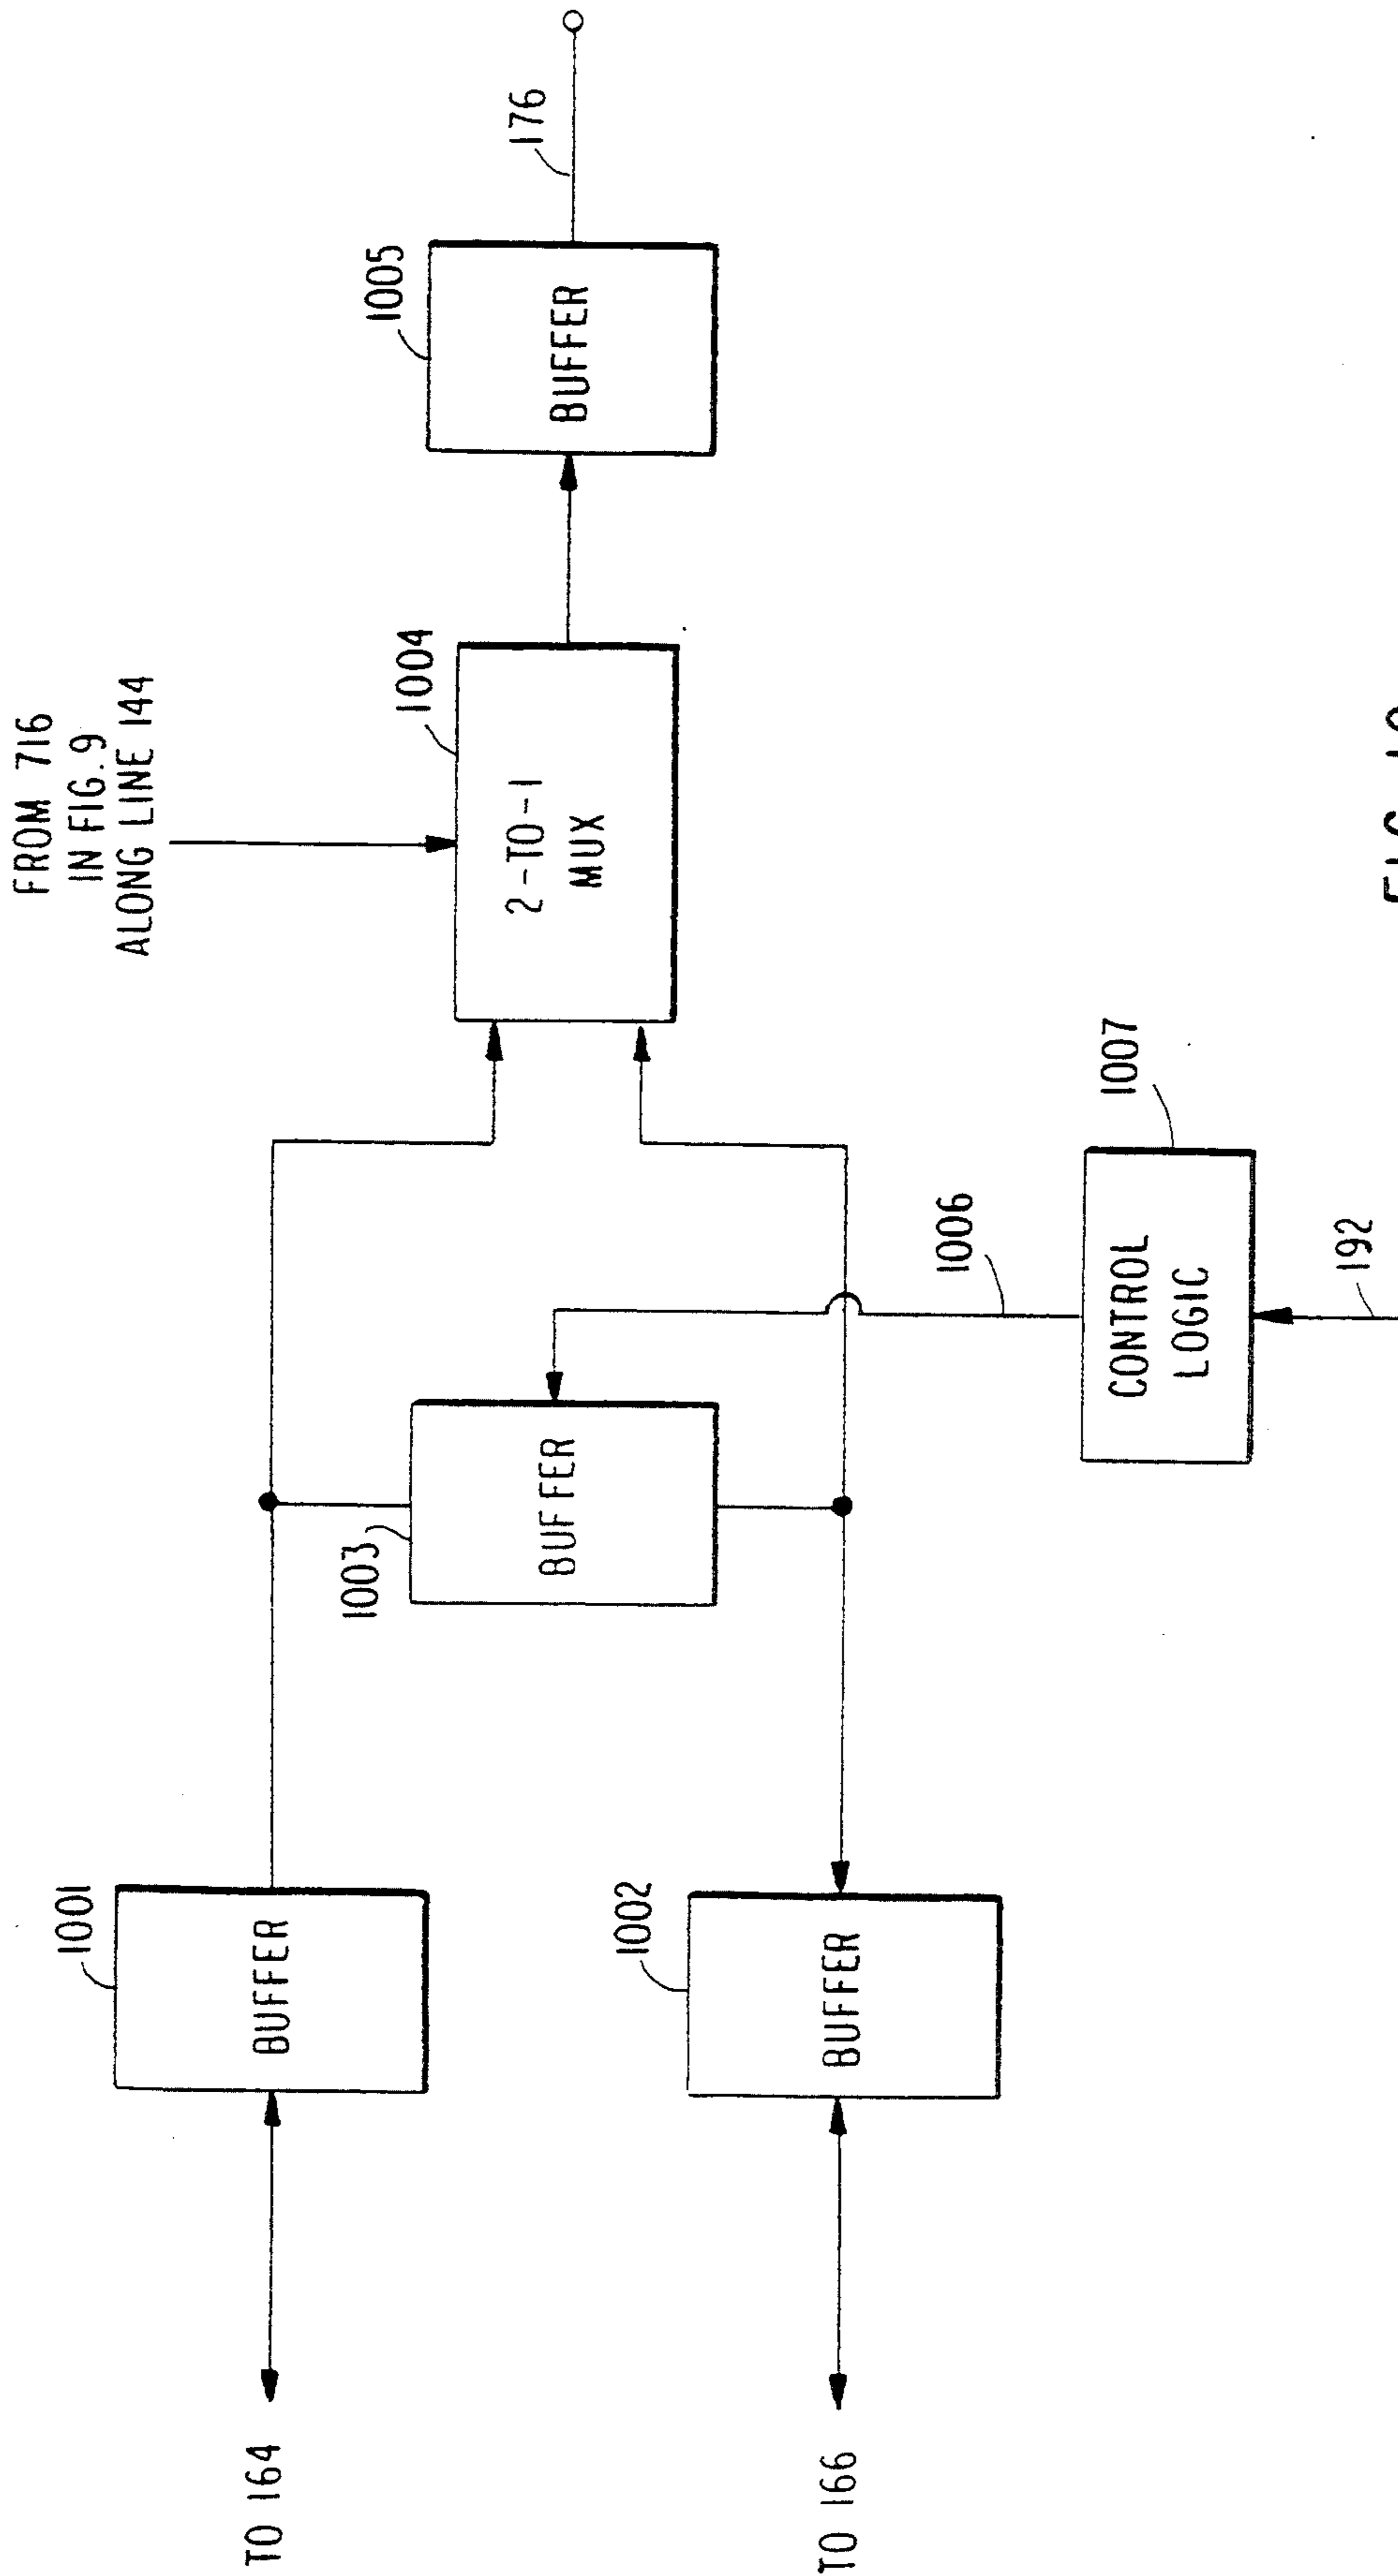 FROM 716
IN FIG. 9
ALONG LINE 144
1001
BUFFER
TO 164
1003
BUFFER
1004
2-TO-1
MUX
1005
BUFFER
176
1002
BUFFER
TO 166
1006
1007
CONTROL
LOGIC
192